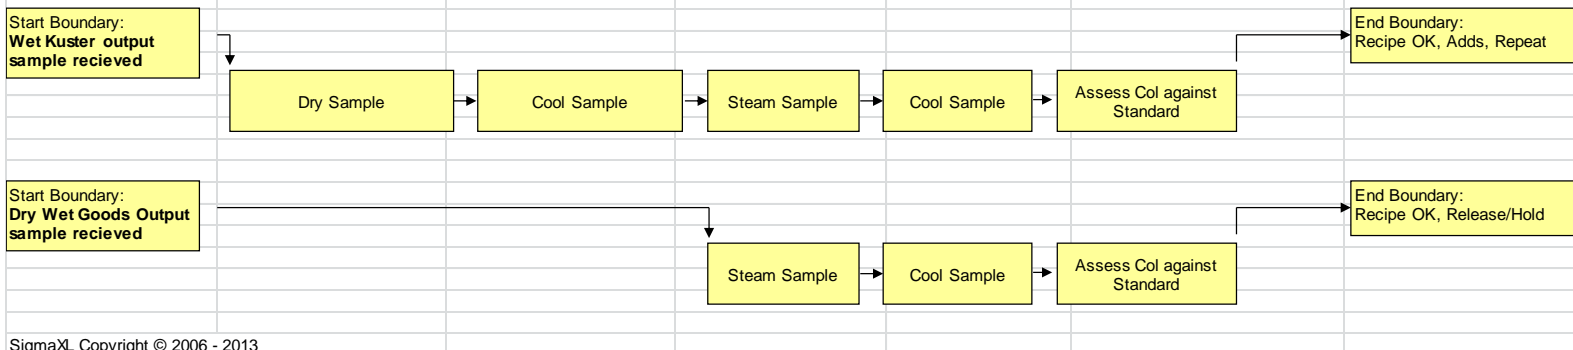 Start Boundary:
Wet Kuster output
sample recieved
End Boundary:
Recipe OK, Adds, Repeat
Dry Sample
Cool Sample
Steam Sample
Cool Sample
Assess Col against
Standard
Start Boundary:
Dry Wet Goods Output
sample recieved
End Boundary:
Recipe OK, Release/Hold
Steam Sample
Cool Sample
Assess Col against
Standard
SigmaXL Copyright © 2006 - 2013